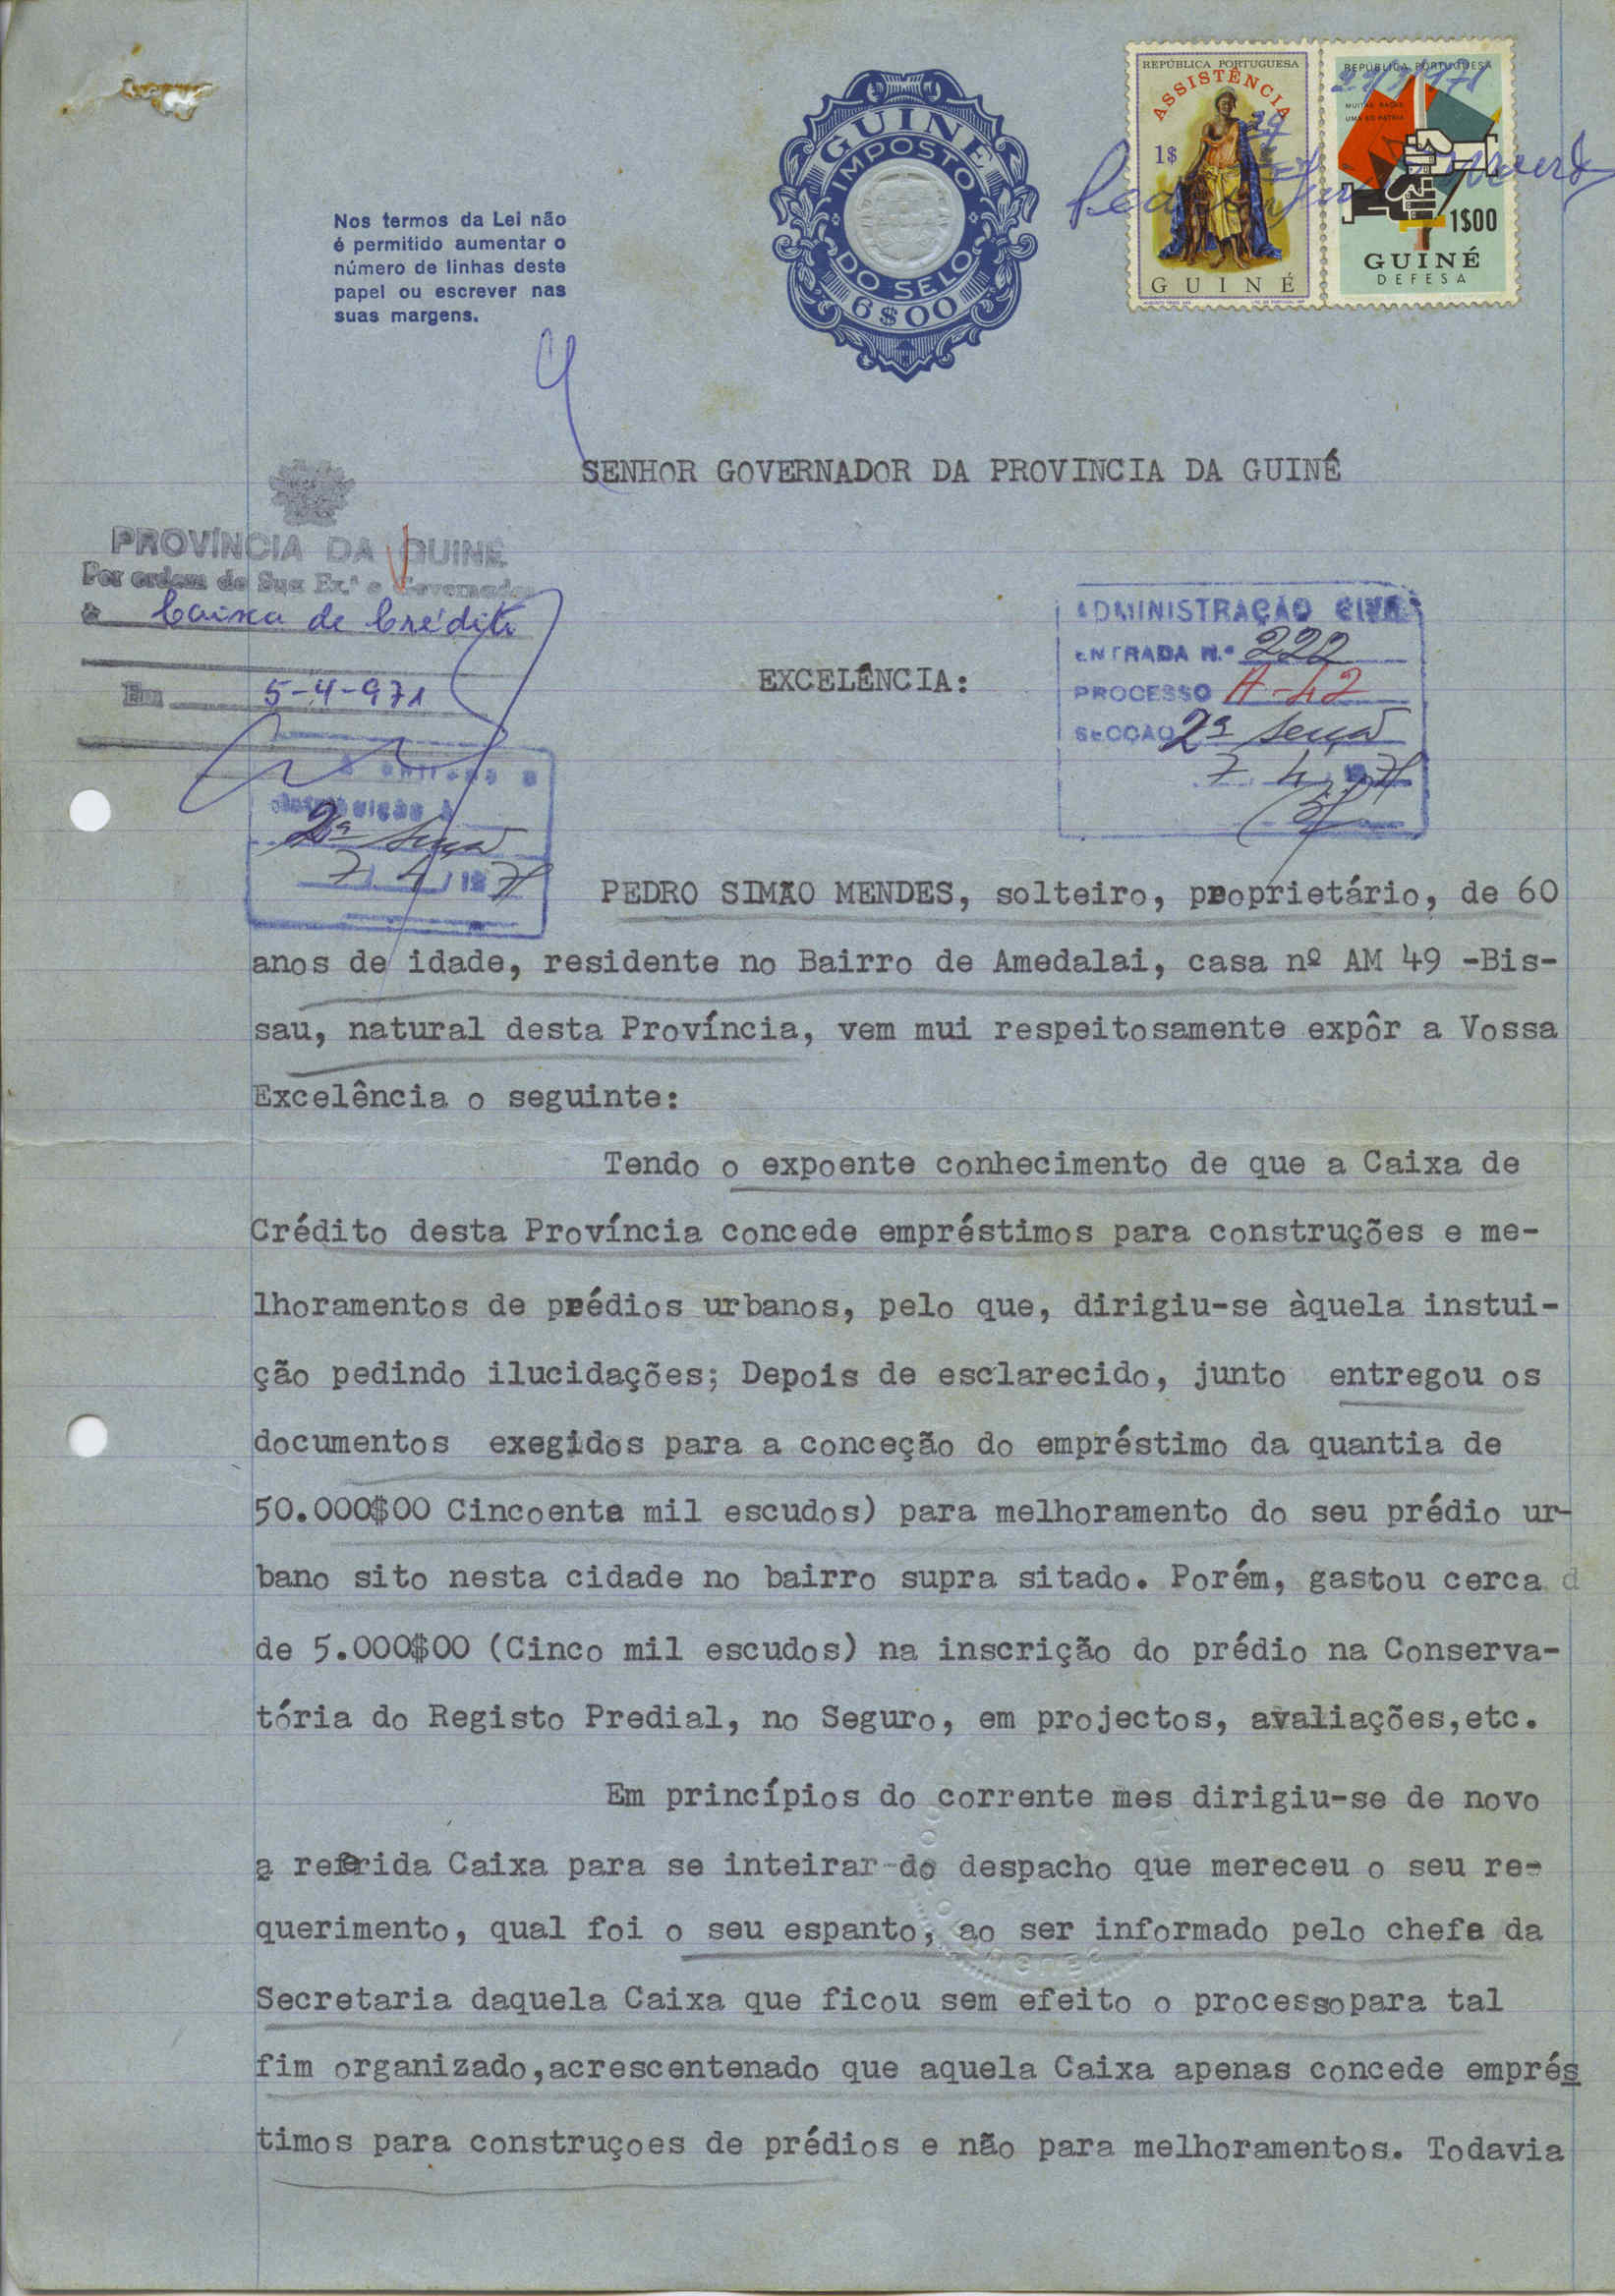 REPÚBLICA PORTUGUESA
ASSISTÊNCIA
1$
GUINÉ
REPÚBLICA PORTUGUESA
MUITAS RAÇAS
UMA SÓ PÁTRIA
1$00
GUINÉ
DEFESA
GUINÉ
IMPOSTO
DO SELO
6$00
Nos termos da Lei não
é permitido aumentar o
número de linhas deste
papel ou escrever nas
suas margens.
SENHOR GOVERNADOR DA PROVINCIA DA GUINÉ
PROVÍNCIA DA GUINÉ
Por ordem de Sua Ex.ª o Governador
à Caixa de Crédito
Em 5-4-971
EXCELÊNCIA:
ADMINISTRAÇÃO CIVIL
ENTRADA N.º 222
PROCESSO A-42
SECÇÃO 2ª secção
7. 4. 1971
2ª secção
7/ 4 /1971
PEDRO SIMÃO MENDES, solteiro, proprietário, de 60
anos de idade, residente no Bairro de Amedalai, casa nº AM 49 -Bis-
sau, natural desta Província, vem mui respeitosamente expôr a Vossa
Excelência o seguinte:
Tendo o expoente conhecimento de que a Caixa de
Crédito desta Província concede empréstimos para construções e me-
lhoramentos de prédios urbanos, pelo que, dirigiu-se àquela instui-
ção pedindo ilucidações; Depois de esclarecido, junto entregou os
documentos exegidos para a conceção do empréstimo da quantia de
50.000$00 Cincoenta mil escudos) para melhoramento do seu prédio ur-
bano sito nesta cidade no bairro supra sitado. Porém, gastou cerca d
de 5.000$00 (Cinco mil escudos) na inscrição do prédio na Conserva-
tória do Registo Predial, no Seguro, em projectos, avaliações,etc.
Em princípios do corrente mes dirigiu-se de novo
a referida Caixa para se inteirar-do despacho que mereceu o seu re-
querimento, qual foi o seu espanto, ao ser informado pelo chefe da
Secretaria daquela Caixa que ficou sem efeito o processopara tal
fim organizado,acrescentenado que aquela Caixa apenas concede emprés
timos para construçoes de prédios e não para melhoramentos. Todavia